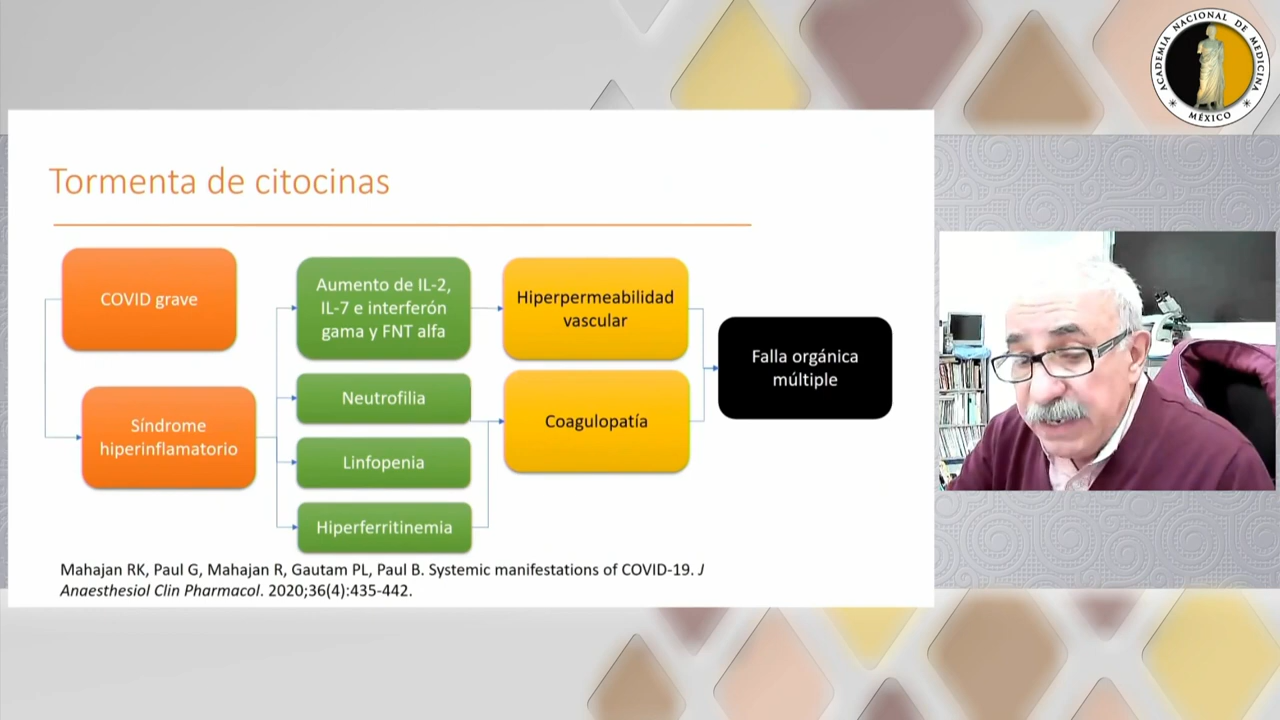 ACADEMIA NACIONAL DE MEDICINA
MÉXICO
Tormenta de citocinas
COVID grave
Síndrome
hiperinflamatorio
Aumento de IL-2,
IL-7 e interferón
gama y FNT alfa
Neutrofilia
Linfopenia
Hiperferritinemia
Hiperpermeabilidad
vascular
Coagulopatía
Falla orgánica
múltiple
Mahajan RK, Paul G, Mahajan R, Gautam PL, Paul B. Systemic manifestations of COVID-19. J
Anaesthesiol Clin Pharmacol. 2020;36(4):435-442.